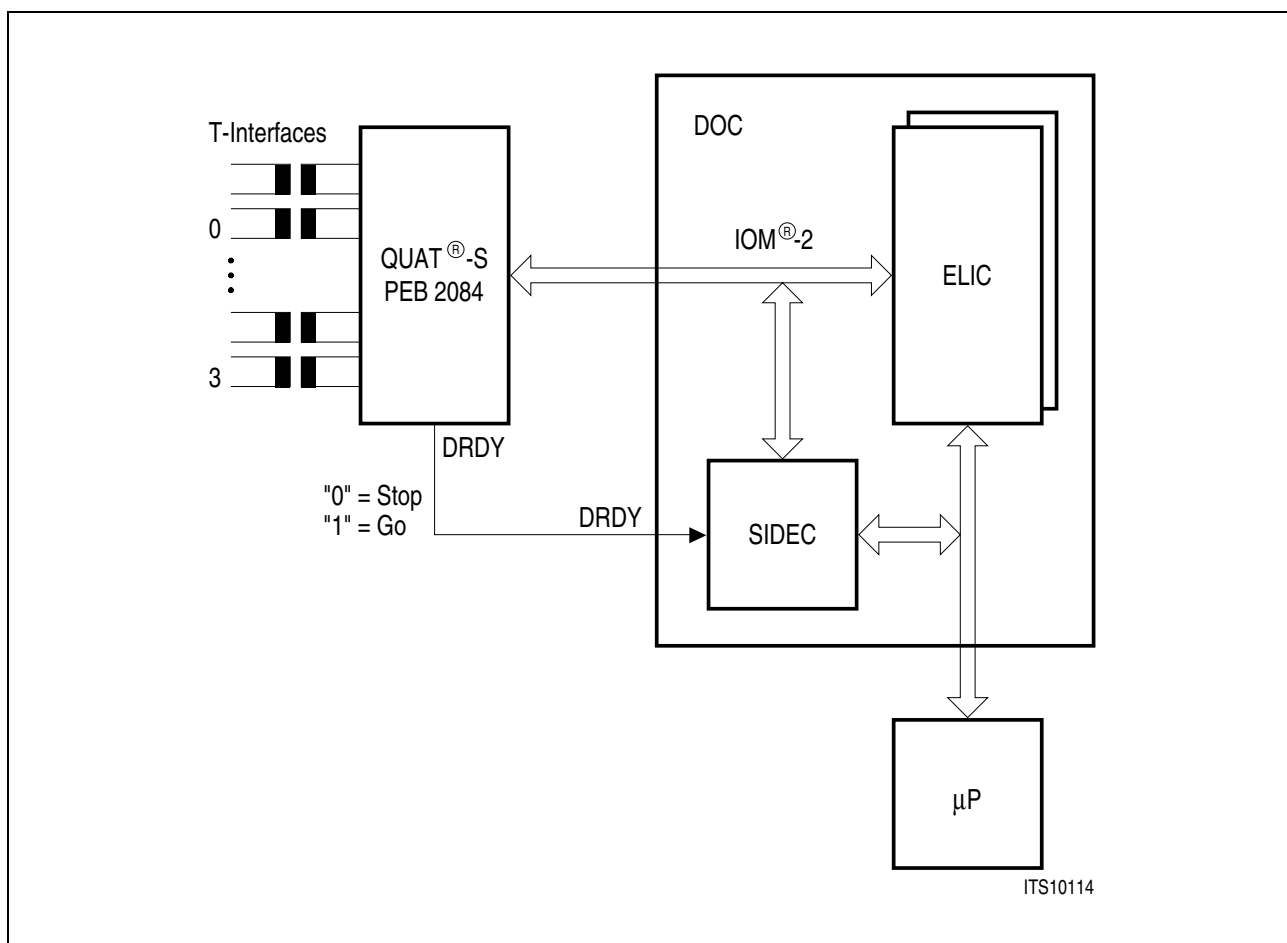 T-Interfaces
0
3
QUAT®-S
PEB 2084
DOC
IOM®-2
ELIC
DRDY
"0" = Stop
"1" = Go
DRDY
SIDEC
µP
ITS10114